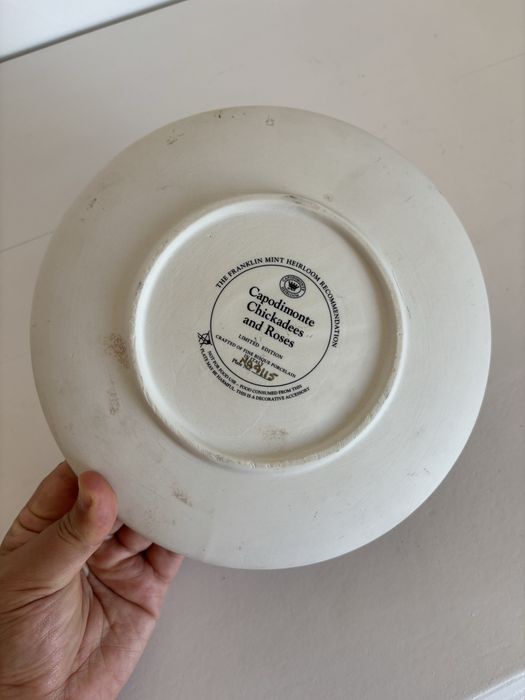 THE FRANKLIN MINT HEIRLOOM RECOMMENDATION
Capodimonte
Chickadees
and Roses
LIMITED EDITION
CRAFTED OF FINE BISQUE PORCELAIN
NOT FOR FOOD USE - FOOD CONSUMED FROM THIS
PLATE MAY BE HARMFUL. THIS IS A DECORATIVE ACCESSORY